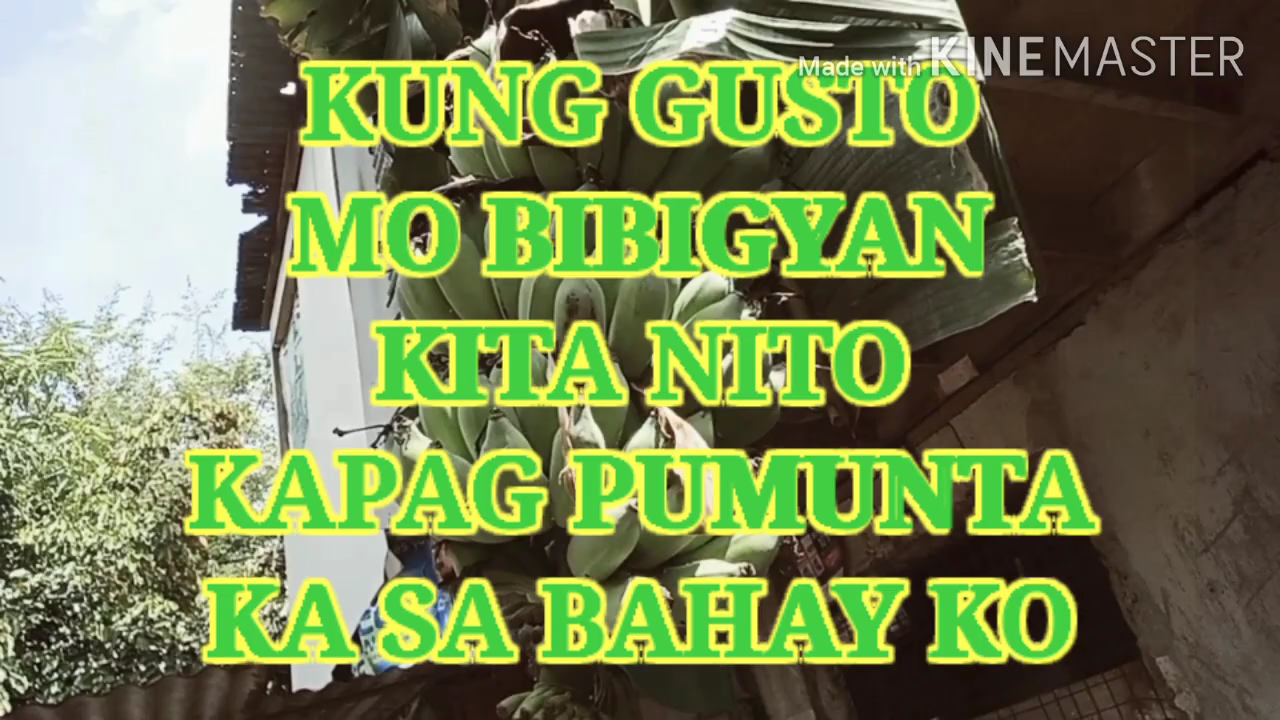 Made with KINEMASTER
KUNG GUSTO
MO BIBIGYAN
KITA NITO
KAPAG PUMUNTA
KA SA BAHAY KO